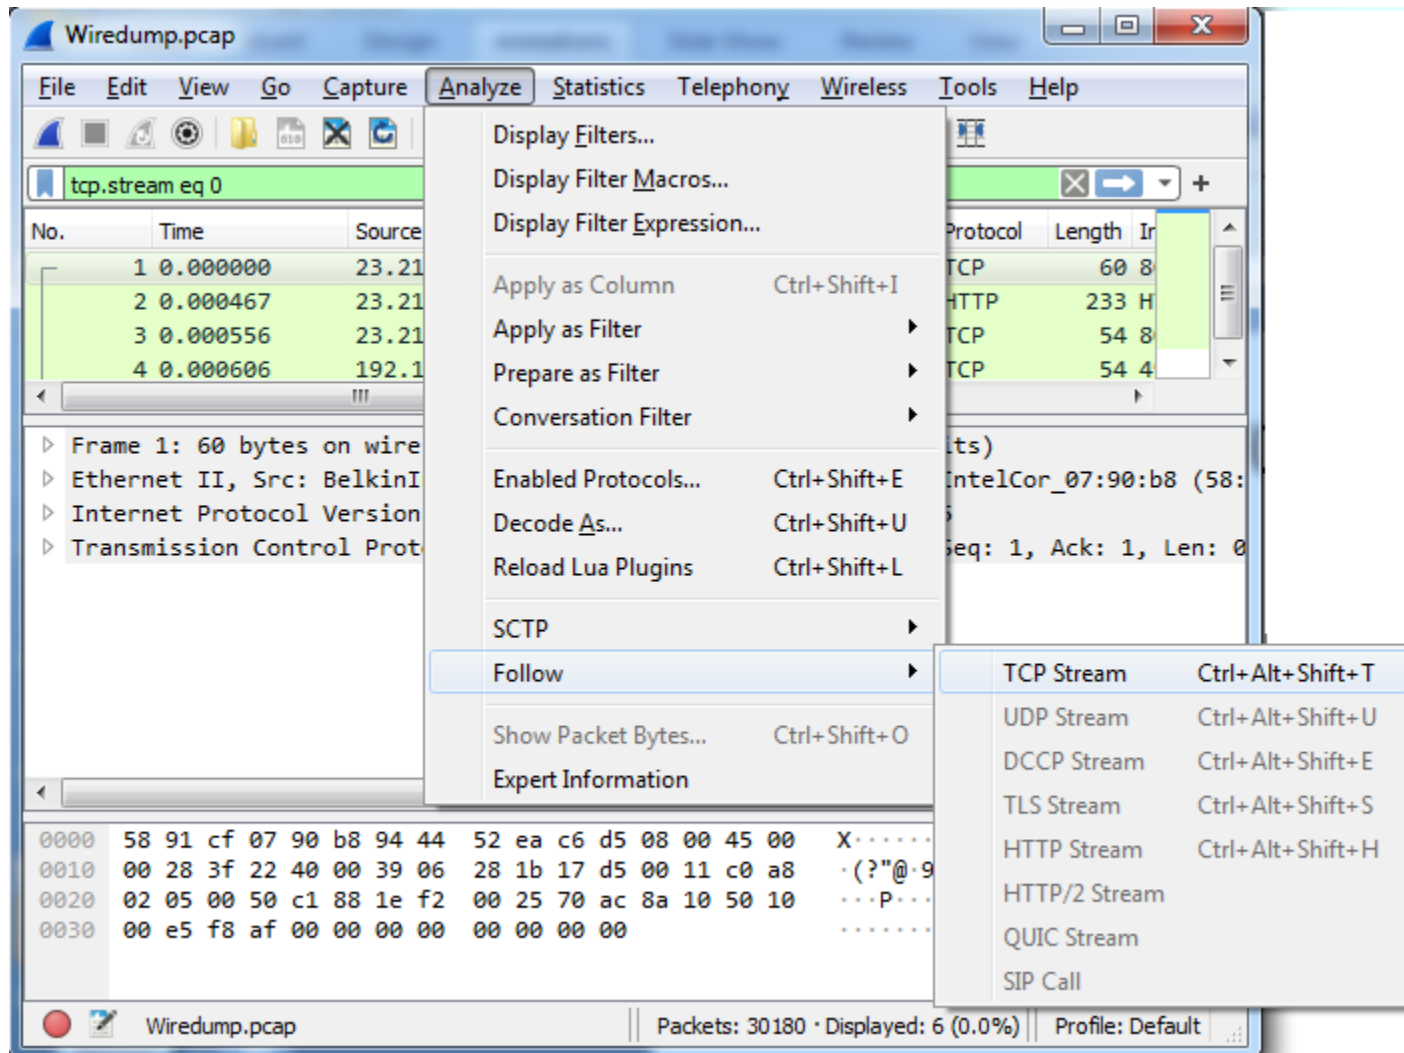 Wiredump.pcap
File Edit View Go Capture Analyze Statistics Telephony Wireless Tools Help
tcp.stream eq 0
No. Time Source Protocol Length Ir
1 0.000000 23.21 TCP 60 8
2 0.000467 23.21 HTTP 233 H
3 0.000556 23.21 TCP 54 8
4 0.000606 192.1 TCP 54 4
Frame 1: 60 bytes on wire its)
Ethernet II, Src: BelkinI IntelCor_07:90:b8 (58:
Internet Protocol Version 5
Transmission Control Prot Seq: 1, Ack: 1, Len: 0
Display Filters...
Display Filter Macros...
Display Filter Expression...
Apply as Column Ctrl+Shift+I
Apply as Filter
Prepare as Filter
Conversation Filter
Enabled Protocols... Ctrl+Shift+E
Decode As... Ctrl+Shift+U
Reload Lua Plugins Ctrl+Shift+L
SCTP
Follow
Show Packet Bytes... Ctrl+Shift+O
Expert Information
TCP Stream Ctrl+Alt+Shift+T
UDP Stream Ctrl+Alt+Shift+U
DCCP Stream Ctrl+Alt+Shift+E
TLS Stream Ctrl+Alt+Shift+S
HTTP Stream Ctrl+Alt+Shift+H
HTTP/2 Stream
QUIC Stream
SIP Call
0000 58 91 cf 07 90 b8 94 44 52 ea c6 d5 08 00 45 00 X······
0010 00 28 3f 22 40 00 39 06 28 1b 17 d5 00 11 c0 a8 ·(?"@·9
0020 02 05 00 50 c1 88 1e f2 00 25 70 ac 8a 10 50 10 ···P···
0030 00 e5 f8 af 00 00 00 00 00 00 00 00 ·······
Wiredump.pcap Packets: 30180 · Displayed: 6 (0.0%) Profile: Default